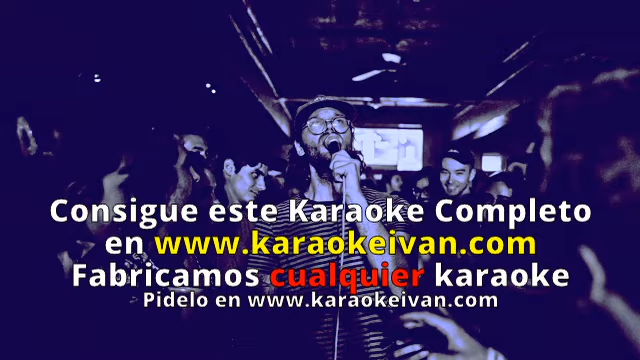 Consigue este Karaoke Completo
en www.karaokeivan.com
Fabricamos cualquier karaoke
Pidelo en www.karaokeivan.com